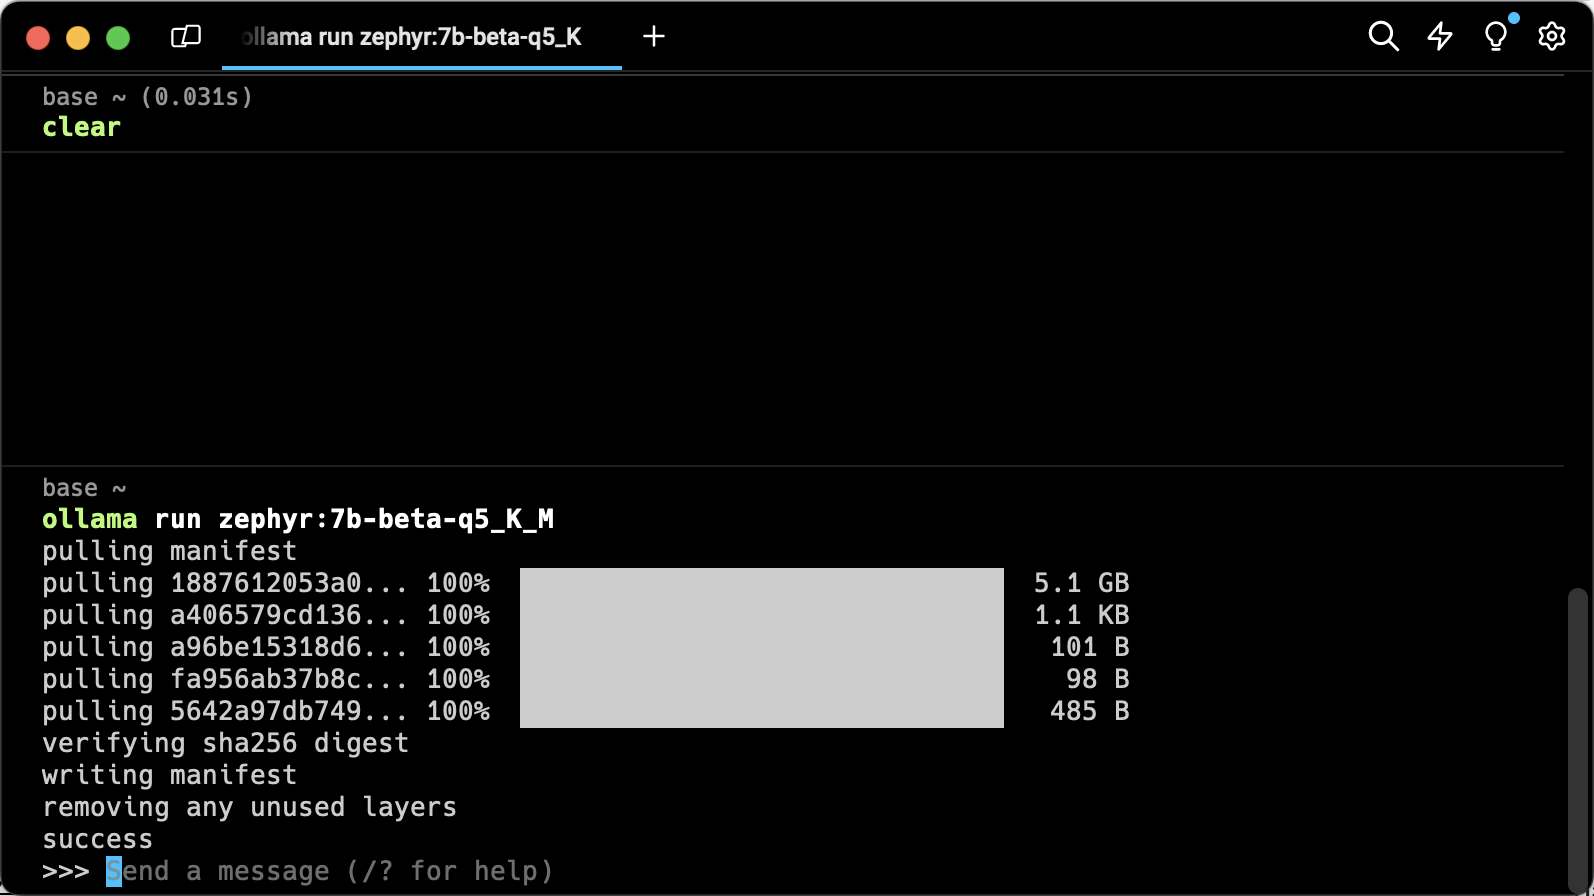 ollama run zephyr:7b-beta-q5_K
base ~ (0.031s)
clear
base ~
ollama run zephyr:7b-beta-q5_K_M
pulling manifest
pulling 1887612053a0... 100% 5.1 GB
pulling a406579cd136... 100% 1.1 KB
pulling a96be15318d6... 100% 101 B
pulling fa956ab37b8c... 100% 98 B
pulling 5642a97db749... 100% 485 B
verifying sha256 digest
writing manifest
removing any unused layers
success
>>> Send a message (/? for help)